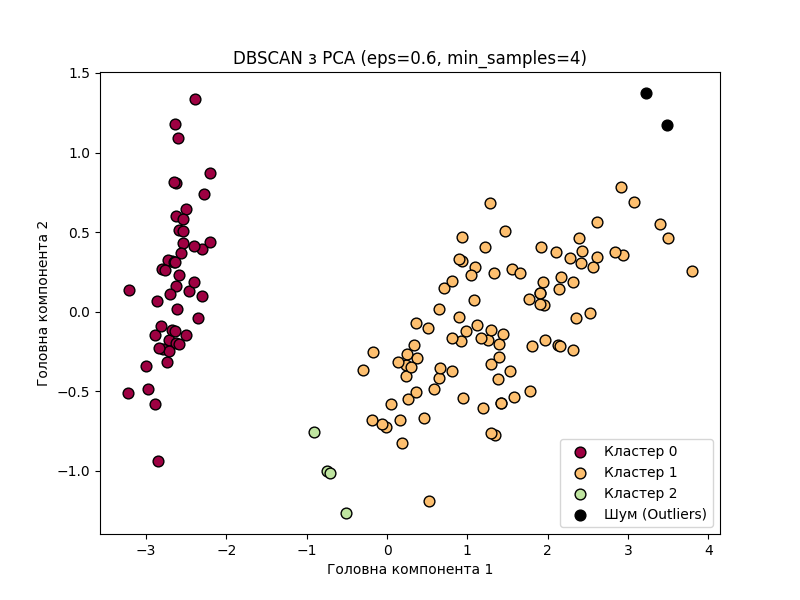 DBSCAN з PCA (eps=0.6, min_samples=4)
1.5
1.0
0.5
0.0
−0.5
−1.0
Головна компонента 2
−3
−2
−1
0
1
2
3
4
Головна компонента 1
Кластер 0
Кластер 1
Кластер 2
Шум (Outliers)